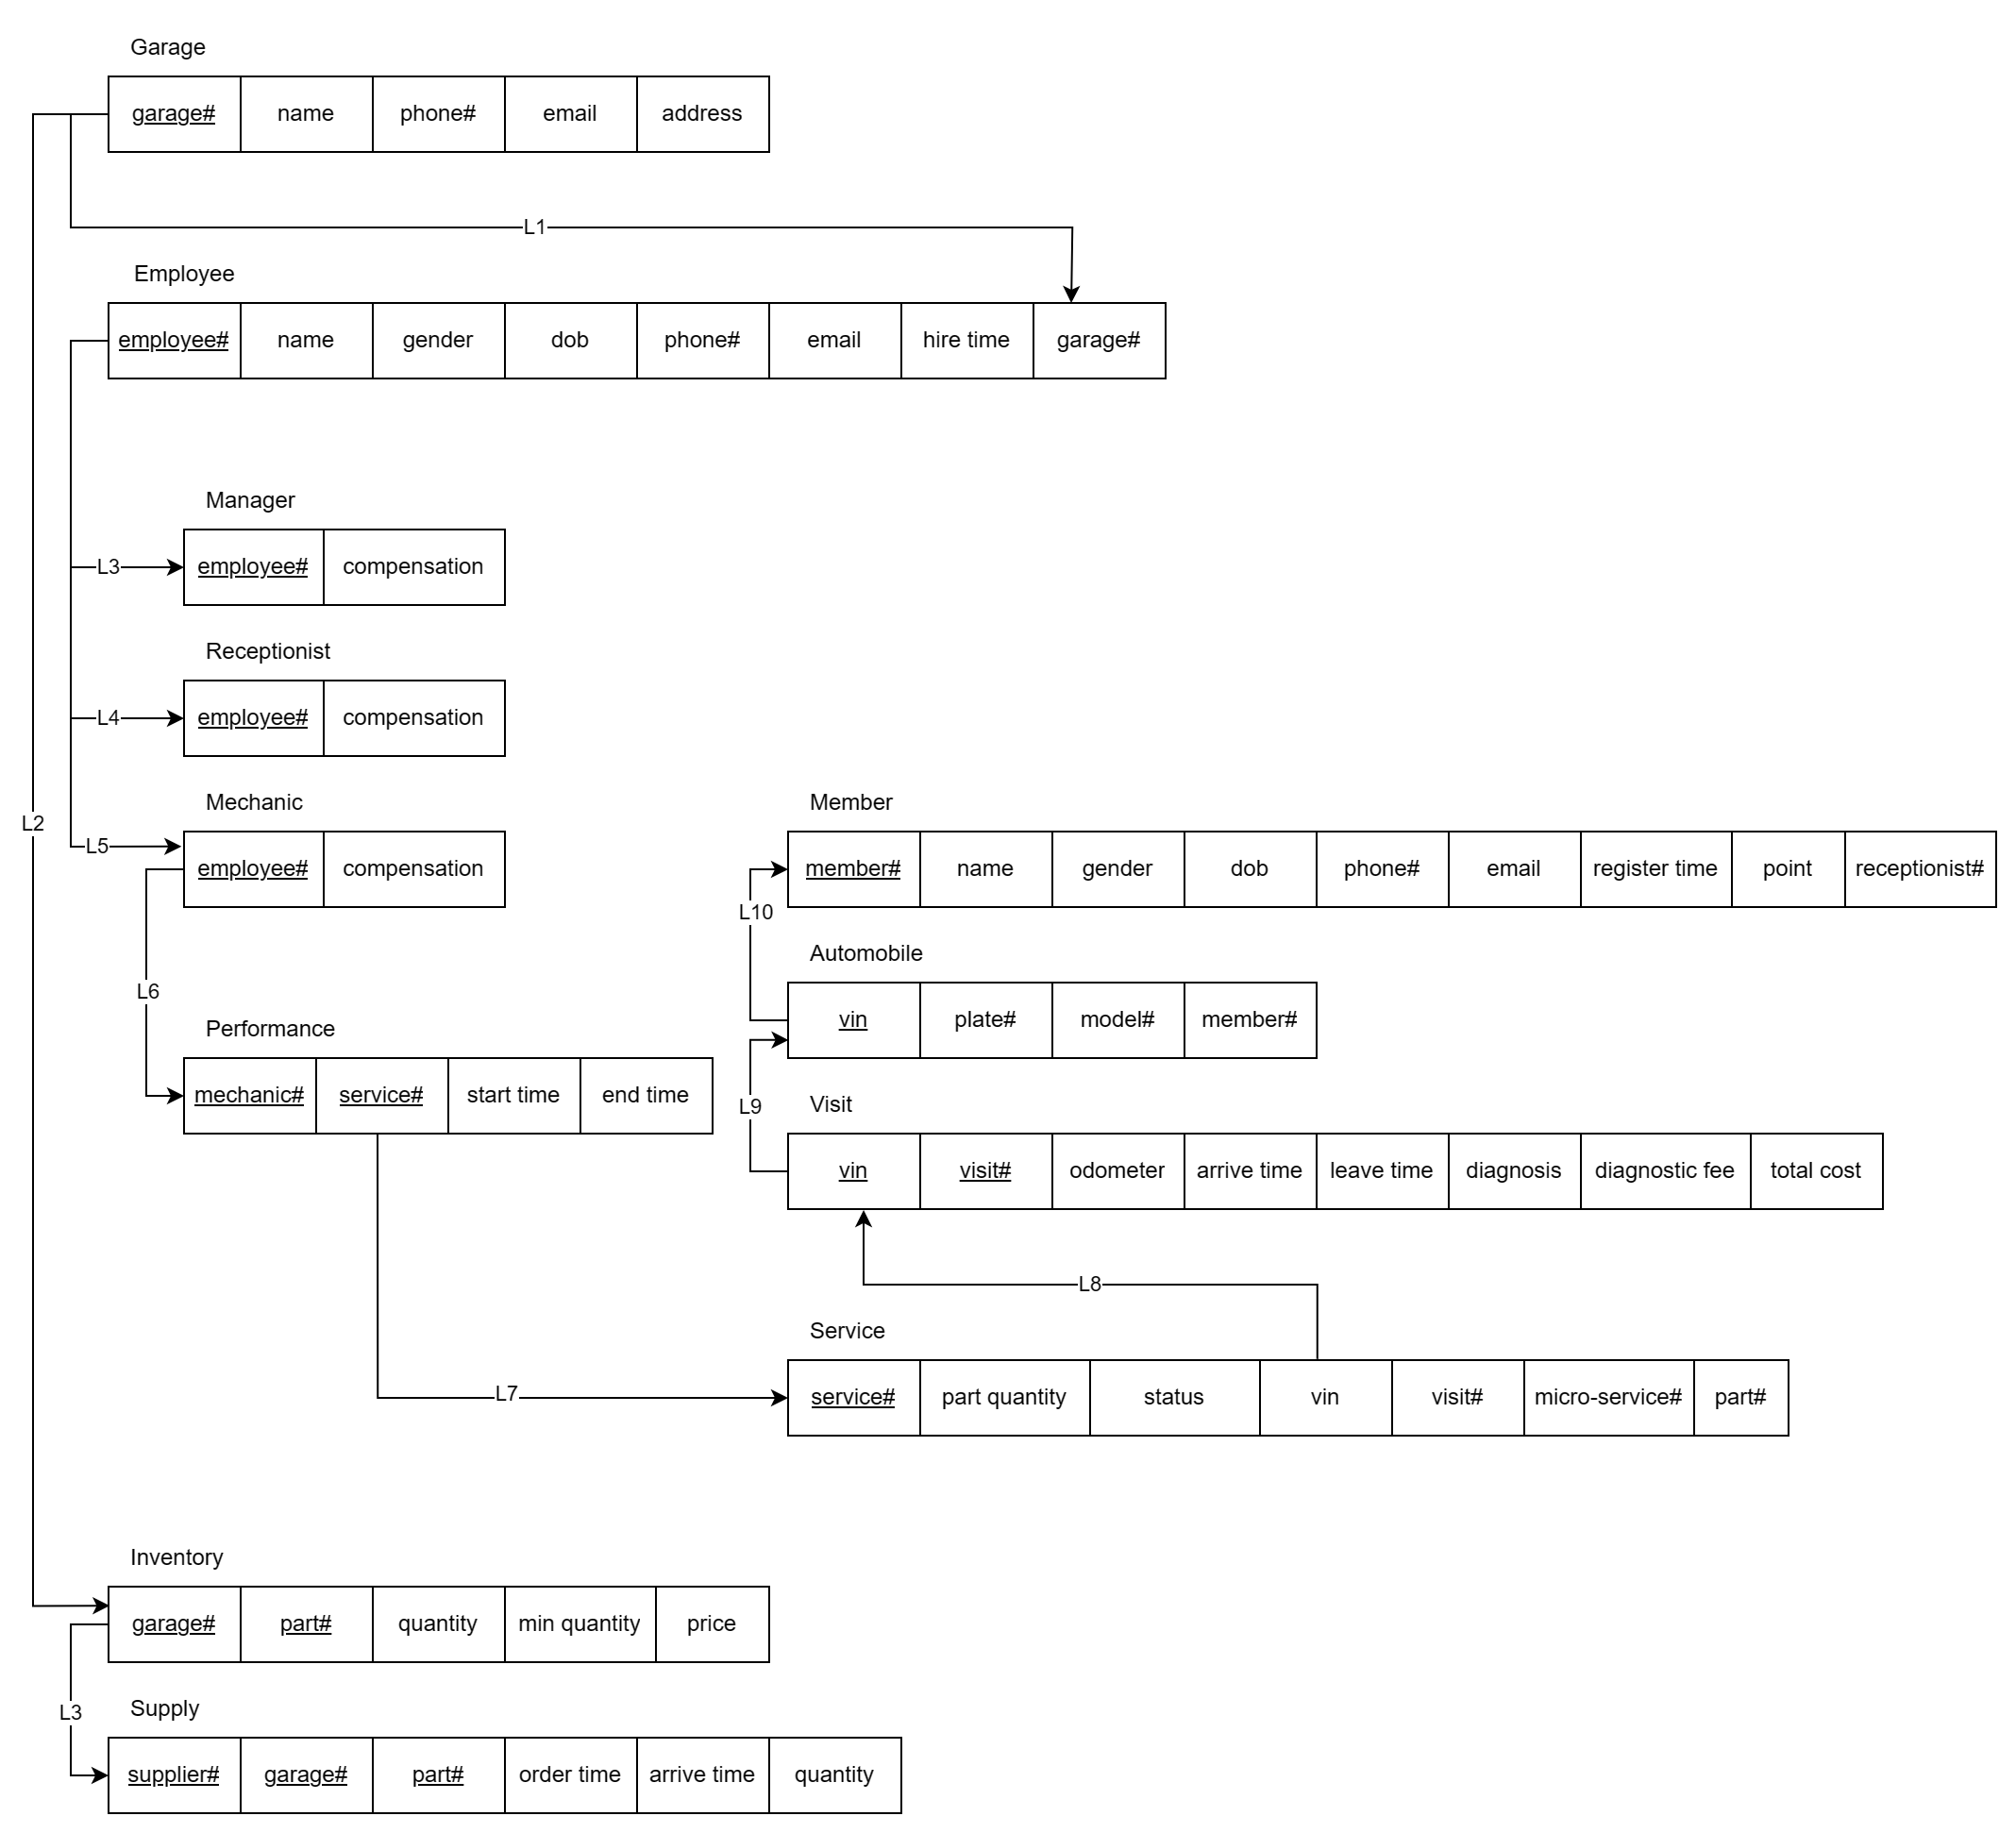 Garage
garage# name phone# email address
L1
Employee
employee# name gender dob phone# email hire time garage#
Manager
L3 employee# compensation
Receptionist
L4 employee# compensation
Mechanic
L5 employee# compensation
L2
Member
member# name gender dob phone# email register time point receptionist#
L10
Automobile
vin plate# model# member#
L6
Performance
mechanic# service# start time end time
L9
Visit
vin visit# odometer arrive time leave time diagnosis diagnostic fee total cost
L8
Service
L7 service# part quantity status vin visit# micro-service# part#
Inventory
garage# part# quantity min quantity price
L3
Supply
supplier# garage# part# order time arrive time quantity